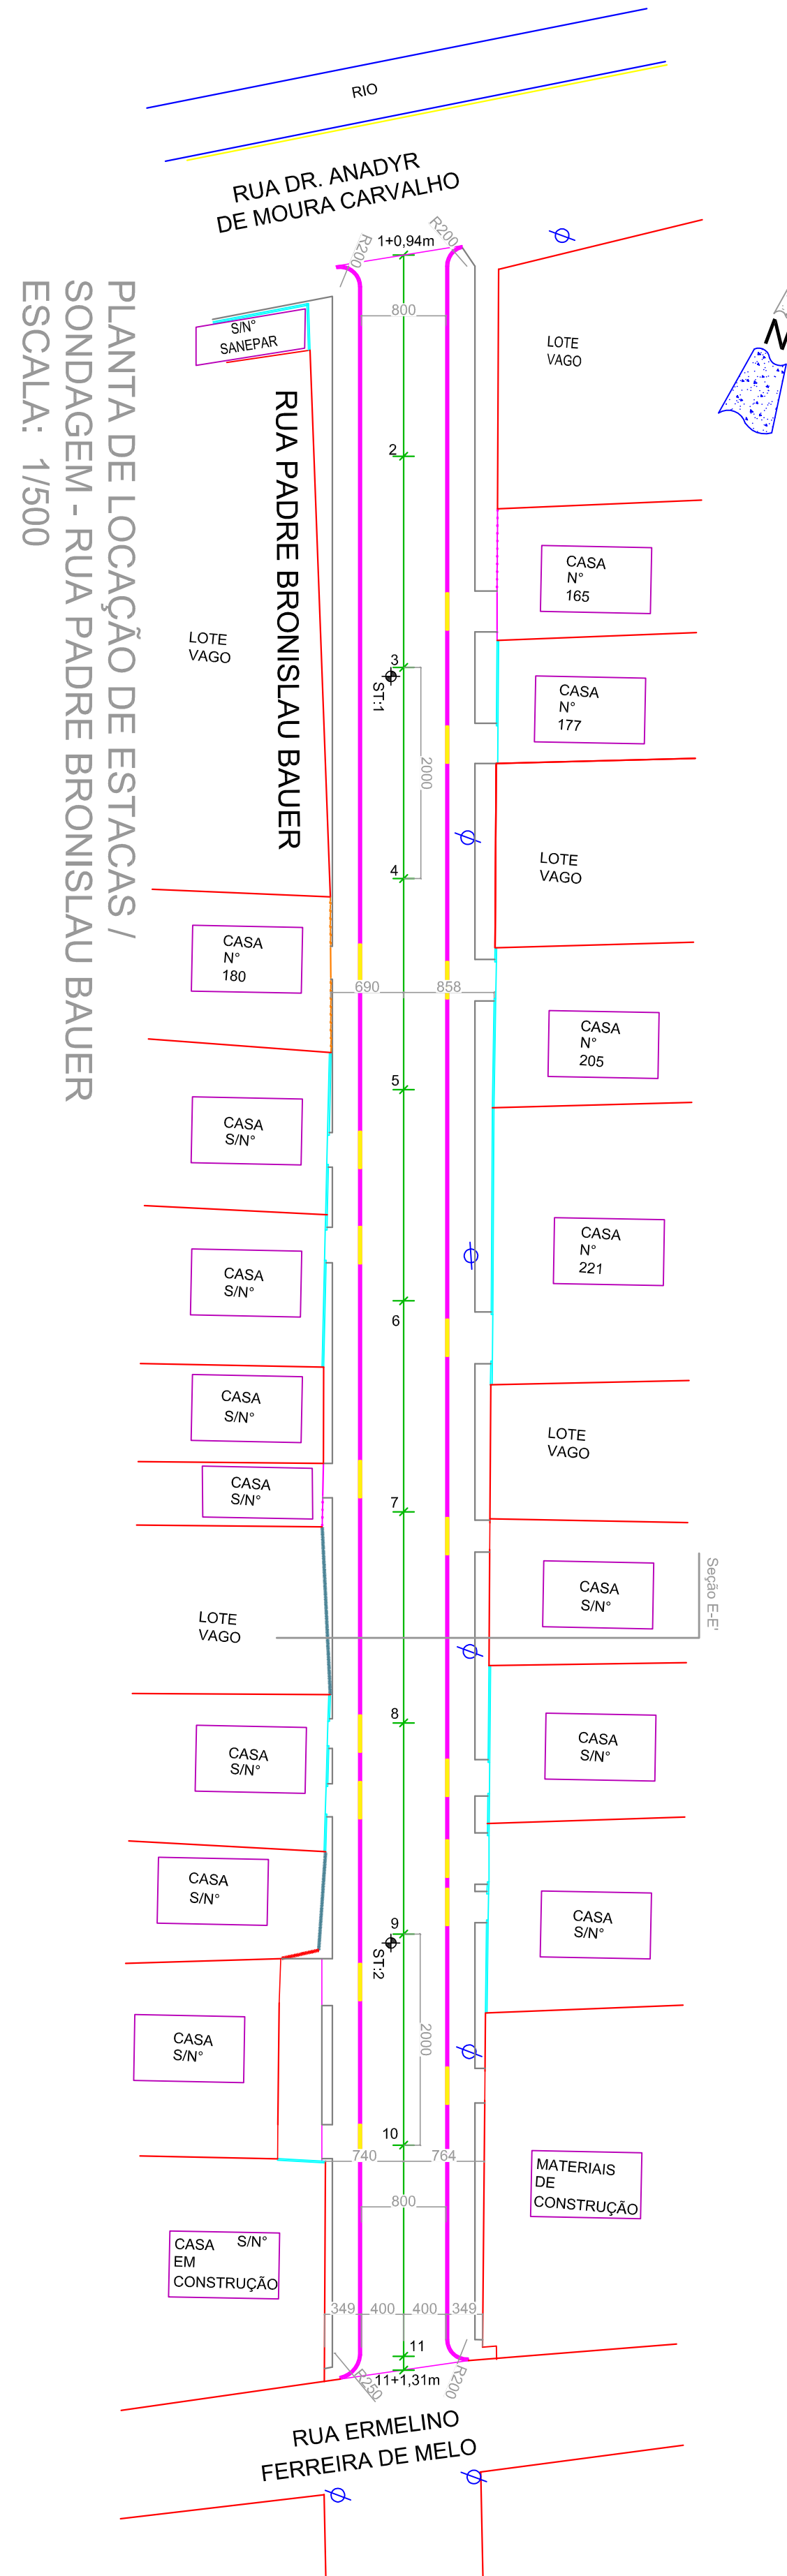 RIO
RUA DR. ANADYR
DE MOURA CARVALHO
R200
1+0,94m
R200
800
S/N°
SANEPAR
LOTE
VAGO
N
PLANTA DE LOCAÇÃO DE ESTACAS /
SONDAGEM - RUA PADRE BRONISLAU BAUER
ESCALA: 1/500
RUA PADRE BRONISLAU BAUER
2
CASA
N°
165
LOTE
VAGO
3
ST:1
2000
CASA
N°
177
4
LOTE
VAGO
CASA
N°
180
690
858
CASA
N°
205
5
CASA
S/N°
CASA
N°
221
CASA
S/N°
6
CASA
S/N°
LOTE
VAGO
CASA
S/N°
7
CASA
S/N°
Seção E-E'
LOTE
VAGO
8
CASA
S/N°
CASA
S/N°
CASA
S/N°
9
ST:2
2000
CASA
S/N°
CASA
S/N°
10
740
764
MATERIAIS
DE
CONSTRUÇÃO
800
CASA S/N°
EM
CONSTRUÇÃO
349
400
400
349
11
R250
11+1,31m
R200
RUA ERMELINO
FERREIRA DE MELO